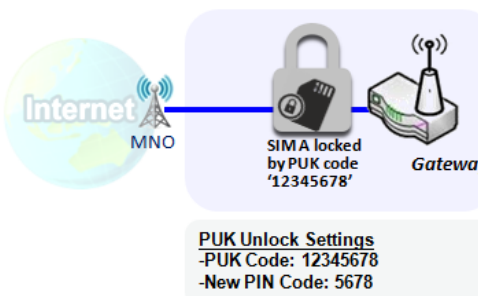 Internet
MNO
SIM A locked
by PUK code
'12345678'
Gatewa
PUK Unlock Settings
-PUK Code: 12345678
-New PIN Code: 5678